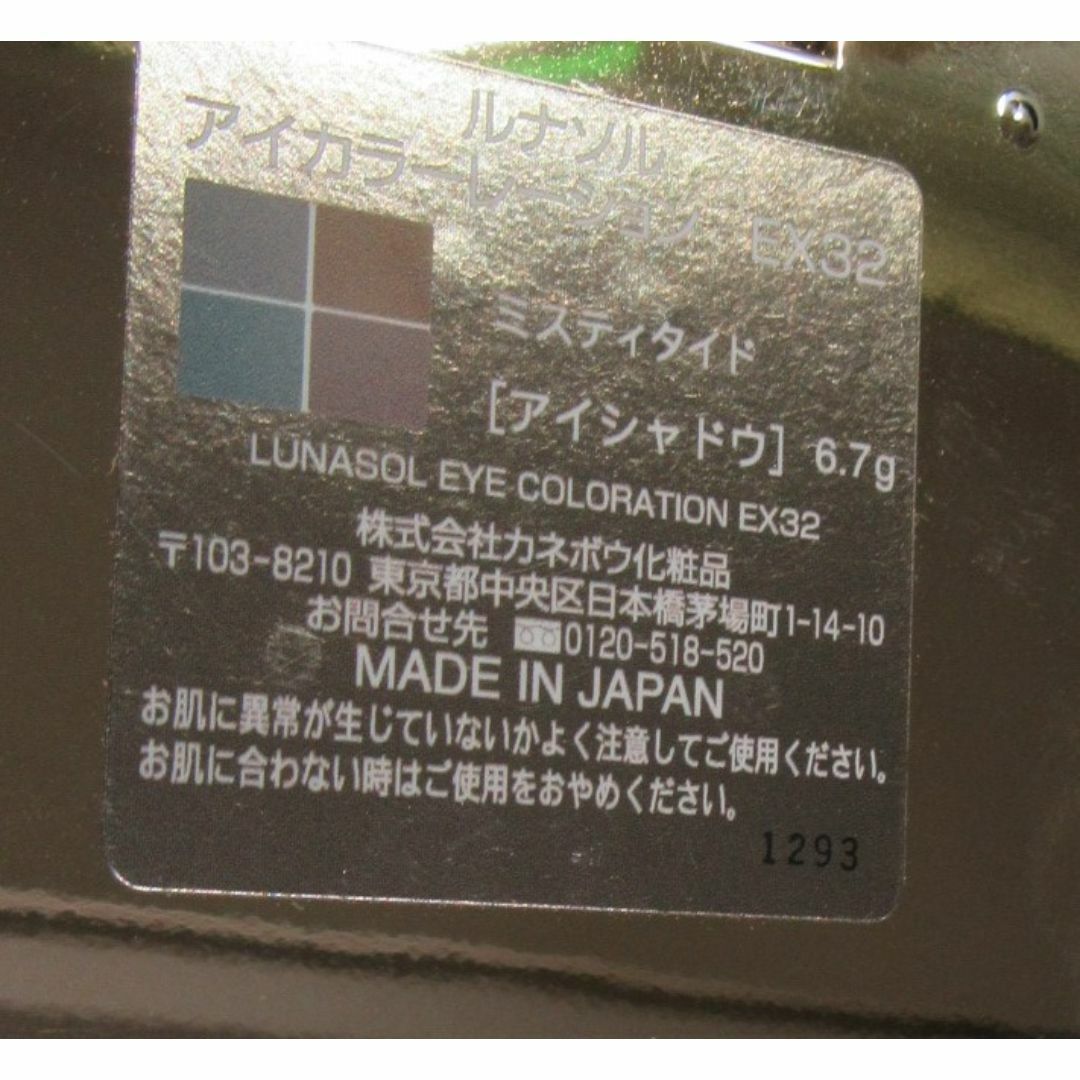 ルナソル
アイカラーレーション EX32
ミスティタイド
[アイシャドウ] 6.7g
LUNASOL EYE COLORATION EX32
株式会社カネボウ化粧品
〒103-8210 東京都中央区日本橋茅場町1-14-10
お問合せ先 0120-518-520
MADE IN JAPAN
お肌に異常が生じていないかよく注意してご使用ください。
お肌に合わない時はご使用をおやめください。
1293